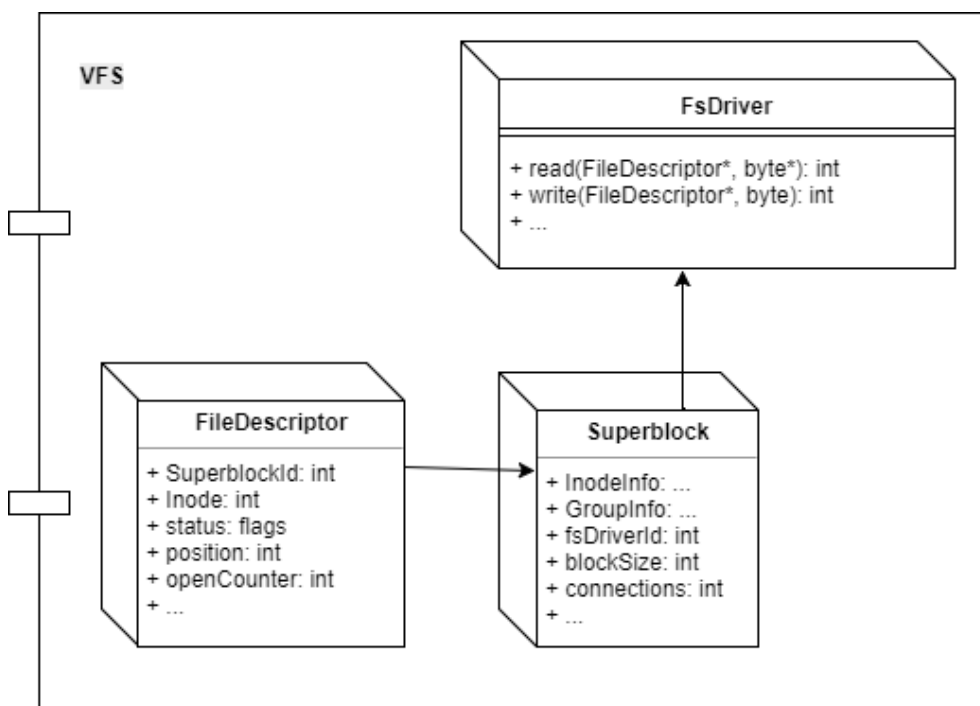 VFS
FsDriver
+ read(FileDescriptor*, byte*): int
+ write(FileDescriptor*, byte): int
+ ...
FileDescriptor
+ SuperblockId: int
+ Inode: int
+ status: flags
+ position: int
+ openCounter: int
+ ...
Superblock
+ InodeInfo: ...
+ GroupInfo: ...
+ fsDriverId: int
+ blockSize: int
+ connections: int
+ ...